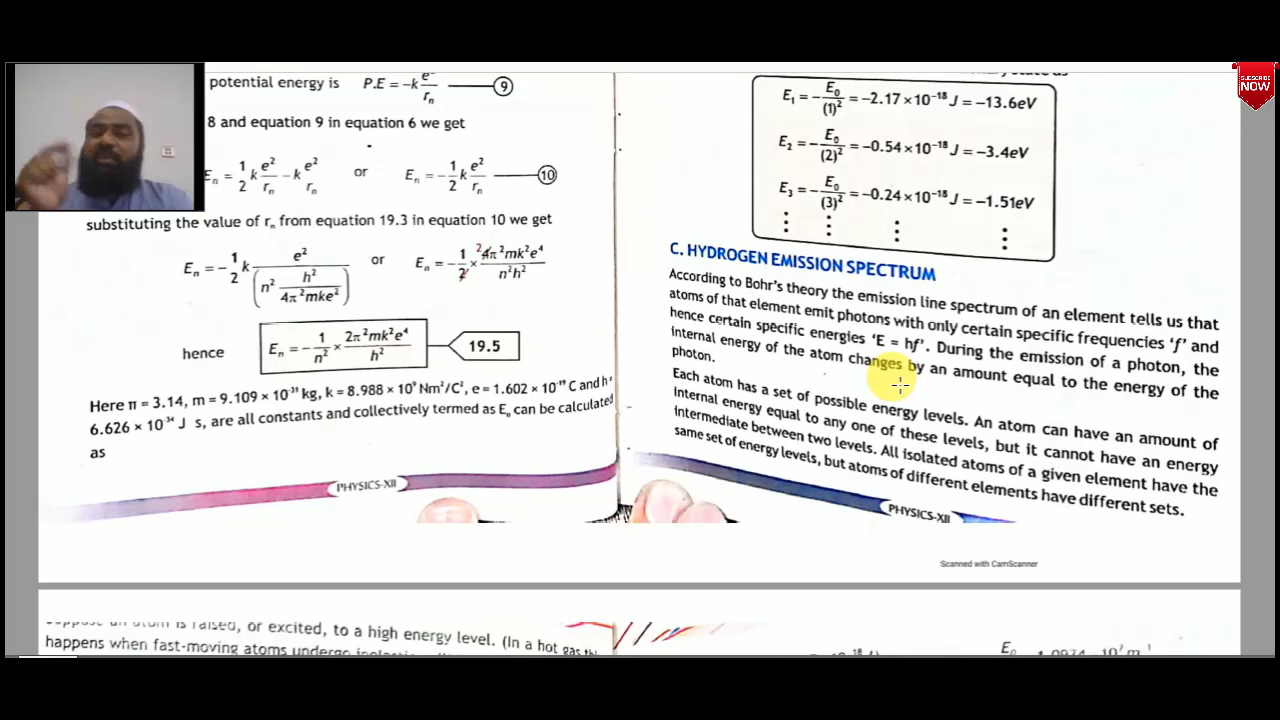 potential energy is P.E = -k e²/rₙ ⑨
8 and equation 9 in equation 6 we get
Eₙ = 1/2 k e²/rₙ - k e²/rₙ or Eₙ = -1/2 k e²/rₙ ⑩
substituting the value of rₙ from equation 19.3 in equation 10 we get
Eₙ = -1/2 k e²/(n² h²/4π²mke²) or Eₙ = -1/2 × 2 4π²mk²e⁴/n²h²
hence Eₙ = -1/n² × 2π²mk²e⁴/h² 19.5
Here π = 3.14, m = 9.109 × 10⁻³¹ kg, k = 8.988 × 10⁹ Nm²/C², e = 1.602 × 10⁻¹⁹ C and h
6.626 × 10⁻³⁴ J s, are all constants and collectively termed as E₀ can be calculated
as
PHYSICS-XII
E₁ = -E₀/(1)² = -2.17 × 10⁻¹⁸ J = -13.6eV
E₂ = -E₀/(2)² = -0.54 × 10⁻¹⁸ J = -3.4eV
E₃ = -E₀/(3)² = -0.24 × 10⁻¹⁸ J = -1.51eV
C. HYDROGEN EMISSION SPECTRUM
According to Bohr's theory the emission line spectrum of an element tells us that
atoms of that element emit photons with only certain specific frequencies 'f' and
hence certain specific energies 'E = hf'. During the emission of a photon, the
internal energy of the atom changes by an amount equal to the energy of the
photon.
Each atom has a set of possible energy levels. An atom can have an amount of
internal energy equal to any one of these levels, but it cannot have an energy
intermediate between two levels. All isolated atoms of a given element have the
same set of energy levels, but atoms of different elements have different sets.
PHYSICS-XII
Scanned with CamScanner
is raised, or excited, to a high energy level. (In a hot gas
happens when fast-moving atoms undergo
SUBSCRIBE
NOW